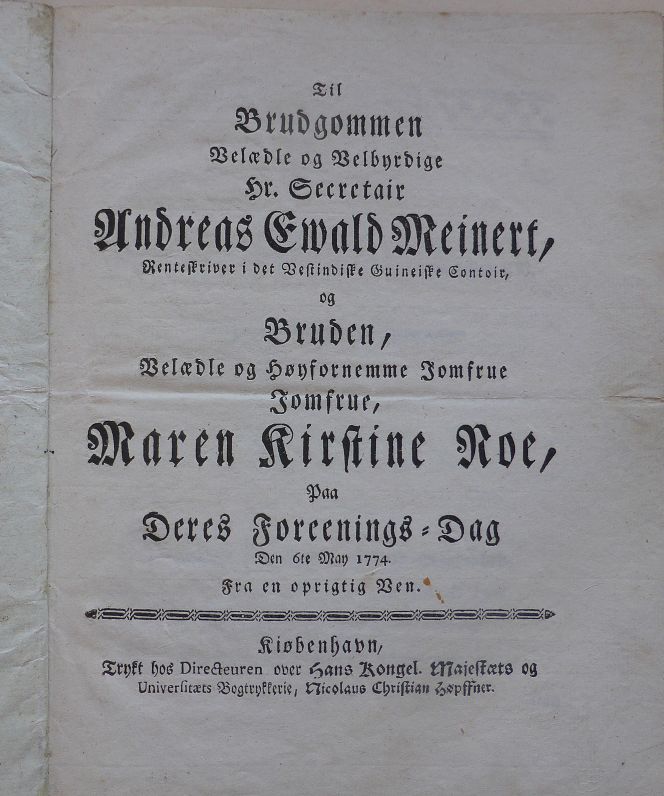 Til
Brudgommen
Velædle og Velbyrdige
Hr. Secretair
Andreas Ewald Meinert,
Renteskriver i det Vestindiske Guineiske Contoir,
og
Bruden,
Velædle og Høyfornemme Jomfrue
Jomfrue,
Maren Kirstine Noe,
Paa
Deres Foreenings-Dag
Den 6te May 1774.
Fra en oprigtig Ven.
Kiøbenhavn,
Trykt hos Directeuren over Hans Kongel. Majestæts og
Universitæts Bogtrykkerie, Nicolaus Christian Høpffner.